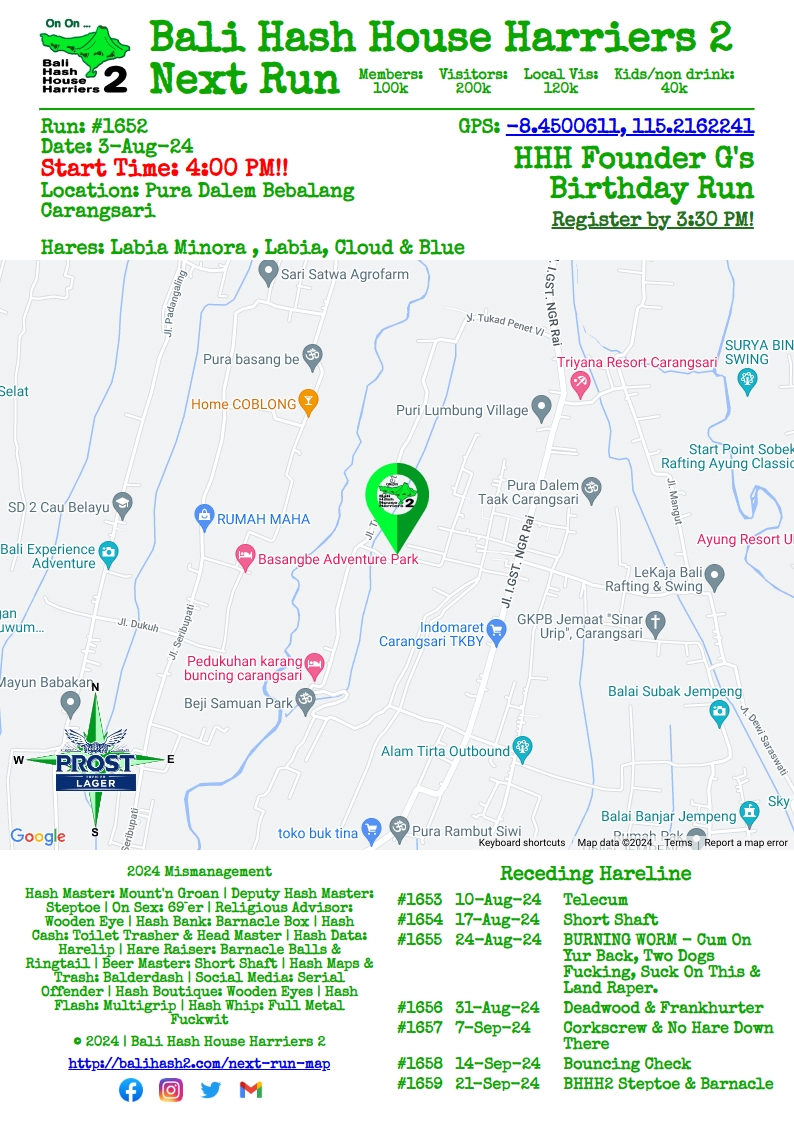 On On ...
Bali
Hash
House
Harriers 2
Bali Hash House Harriers 2
Next Run
Members:
100k
Visitors:
200k
Local Vis:
120k
Kids/non drink:
40k
Run: #1652
Date: 3-Aug-24
Start Time: 4:00 PM!!
Location: Pura Dalem Bebalang
Carangsari
Hares: Labia Minora , Labia, Cloud & Blue
GPS: -8.4500611, 115.2162241
HHH Founder G's
Birthday Run
Register by 3:30 PM!
Sari Satwa Agrofarm
Jl. Padangaling
Jl. I.GST. NGR Rai
Jl. Tukad Penet VI
SURYA BIN
SWING
Pura basang be
Triyana Resort Carangsari
Selat
Home COBLONG
Puri Lumbung Village
Start Point Sobek
Rafting Ayung Classic
Pura Dalem
Taak Carangsari
Jl. Mangut
SD 2 Cau Belayu
RUMAH MAHA
Jl. T
Jl. I.GST. NGR Rai
Ayung Resort U
Bali Experience
Adventure
Basangbe Adventure Park
LeKaja Bali
Rafting & Swing
gan
uwum...
Jl. Dukuh
Jl. Seribupati
Indomaret
Carangsari TKBY
GKPB Jemaat "Sinar
Urip", Carangsari
Pedukuhan karang
buncing carangsari
Mayun Babakan
Beji Samuan Park
Balai Subak Jempeng
Jl. Dewi Saraswati
N
W
E
S
PROST
LAGER
Alam Tirta Outbound
Sky
Balai Banjar Jempeng
Jl. Seribupati
Google
toko buk tina
Pura Rambut Siwi
Rumah Pak
Keyboard shortcuts
Map data ©2024
Terms
Report a map error
2024 Mismanagement
Hash Master: Mount'n Groan | Deputy Hash Master:
Steptoe | On Sex: 69'er | Religious Advisor:
Wooden Eye | Hash Bank: Barnacle Box | Hash
Cash: Toilet Trasher & Head Master | Hash Data:
Harelip | Hare Raiser: Barnacle Balls &
Ringtail | Beer Master: Short Shaft | Hash Maps &
Trash: Balderdash | Social Media: Serial
Offender | Hash Boutique: Wooden Eyes | Hash
Flash: Multigrip | Hash Whip: Full Metal
Fuckwit
© 2024 | Bali Hash House Harriers 2
http://balihash2.com/next-run-map
Receding Hareline
#1653 10-Aug-24 Telecum
#1654 17-Aug-24 Short Shaft
#1655 24-Aug-24 BURNING WORM - Cum On
Yur Back, Two Dogs
Fucking, Suck On This &
Land Raper.
#1656 31-Aug-24 Deadwood & Frankhurter
#1657 7-Sep-24 Corkscrew & No Hare Down
There
#1658 14-Sep-24 Bouncing Check
#1659 21-Sep-24 BHHH2 Steptoe & Barnacle